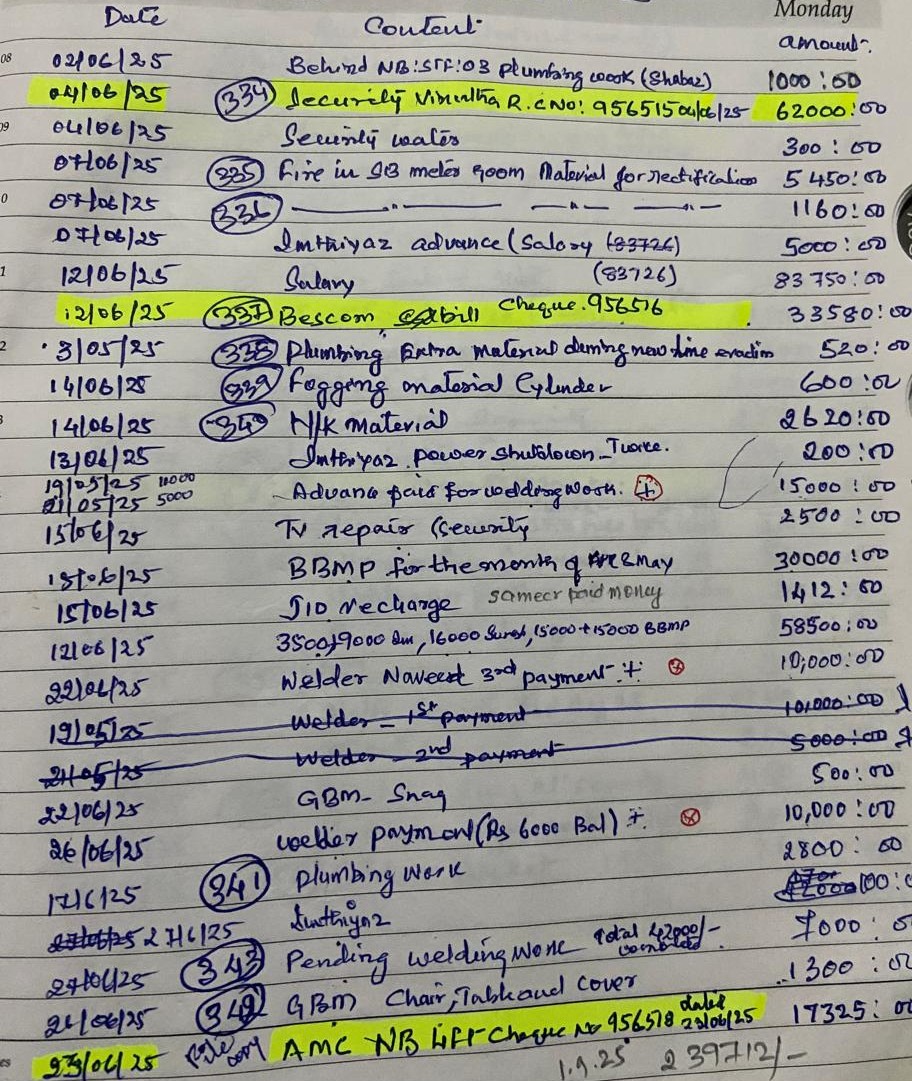 Monday
Date Content amount
08 02/06/25 Behind NB:STF:03 plumbing work (Shabaz) 1000:00
04/06/25 334 Security Vimuktha R.C No: 956515 04/06/25 62000:00
09 04/06/25 Security water 300:00
07/06/25 335 Fire in SB meter room Material for rectification 5450:00
0 07/06/25 336 — " — — " — — " — 1160:00
07/06/25 Imthiyaz advance (Salary (83726) 5000:00
1 12/06/25 Salary (83726) 83750:00
12/06/25 337 Bescom bill Cheque. 956516 33580:00
2 31/05/25 338 Plumbing Extra material during new line 520:00
14/06/25 339 Fogging material Cylinder 600:00
3 14/06/25 340 H/K Material 2620:00
13/06/25 Imthiyaz power shutdown_Twice. 200:00
19/05/25 10000
21/05/25 5000 Advance paid for welding work. + 15000:00
15/06/25 TV repair (Security 2500:00
15/06/25 BBMP for the month of & May 30000:00
15/06/25 JIO recharge sameer paid money 1412:00
12/06/25 3500, 9000 Im, 16000 Suresh, 15000+15000 BBMP 58500:00
22/06/25 Welder Naveed 3rd payment + 10,000:00
19/05/25 Welder - 1st payment 10,000:00
21/05/25 Welder - 2nd payment 5000:00
22/06/25 GBM- Snag 500:00
26/06/25 welder payment (Rs 6000 Bal) + 10,000:00
17/6/25 341 Plumbing Work 2800:00
27/6/25 Imthiyaz 100:0
27/06/25 343 Pending welding Work Total 42000/- 7000:0
21/06/25 342 GBM Chair, Table and cover 1300:00
23/06/25 AMC NB Lift Cheque No 956518 dated 23/06/25 17325:00
1.9.25 239712/-